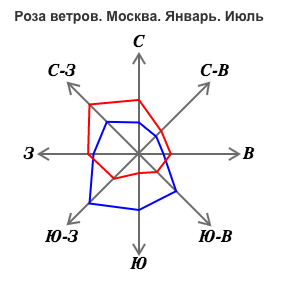 Роза ветров. Москва. Январь. Июль
С
С-З
С-В
З
В
Ю-З
Ю-В
Ю